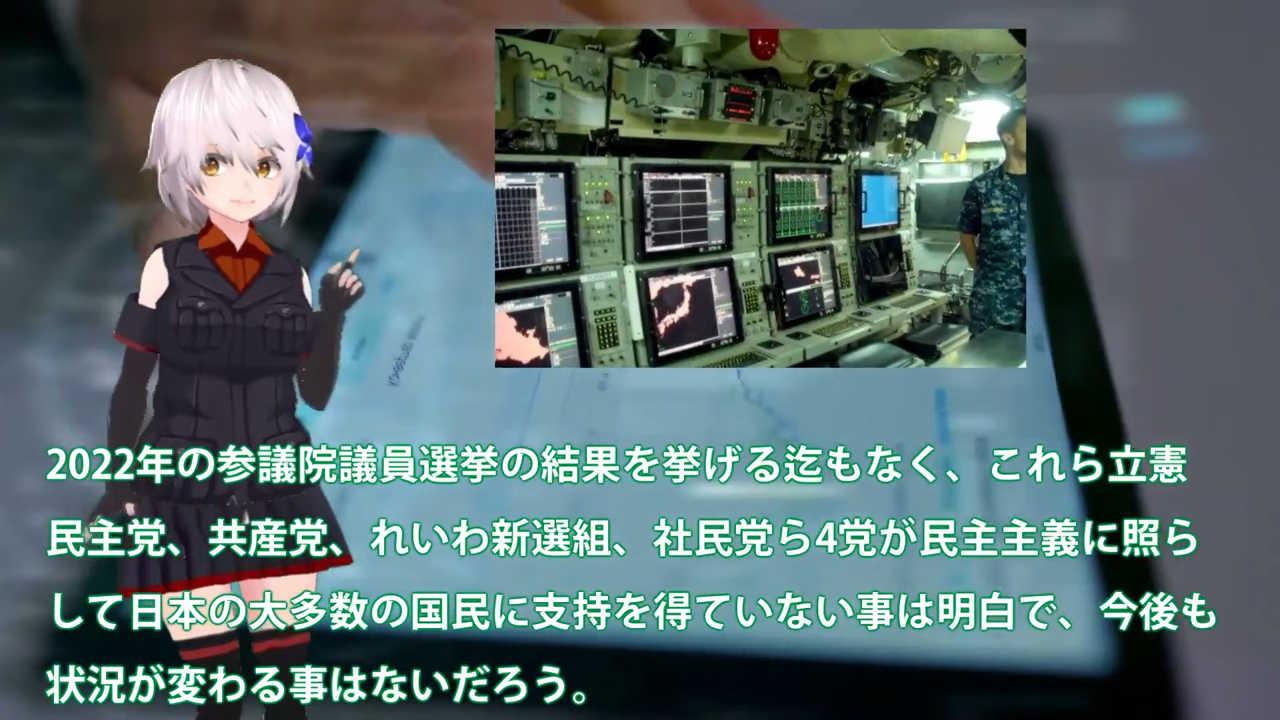 2022年の参議院議員選挙の結果を挙げる迄もなく、これら立憲
民主党、共産党、れいわ新選組、社民党ら4党が民主主義に照ら
して日本の大多数の国民に支持を得ていない事は明白で、今後も
状況が変わる事はないだろう。